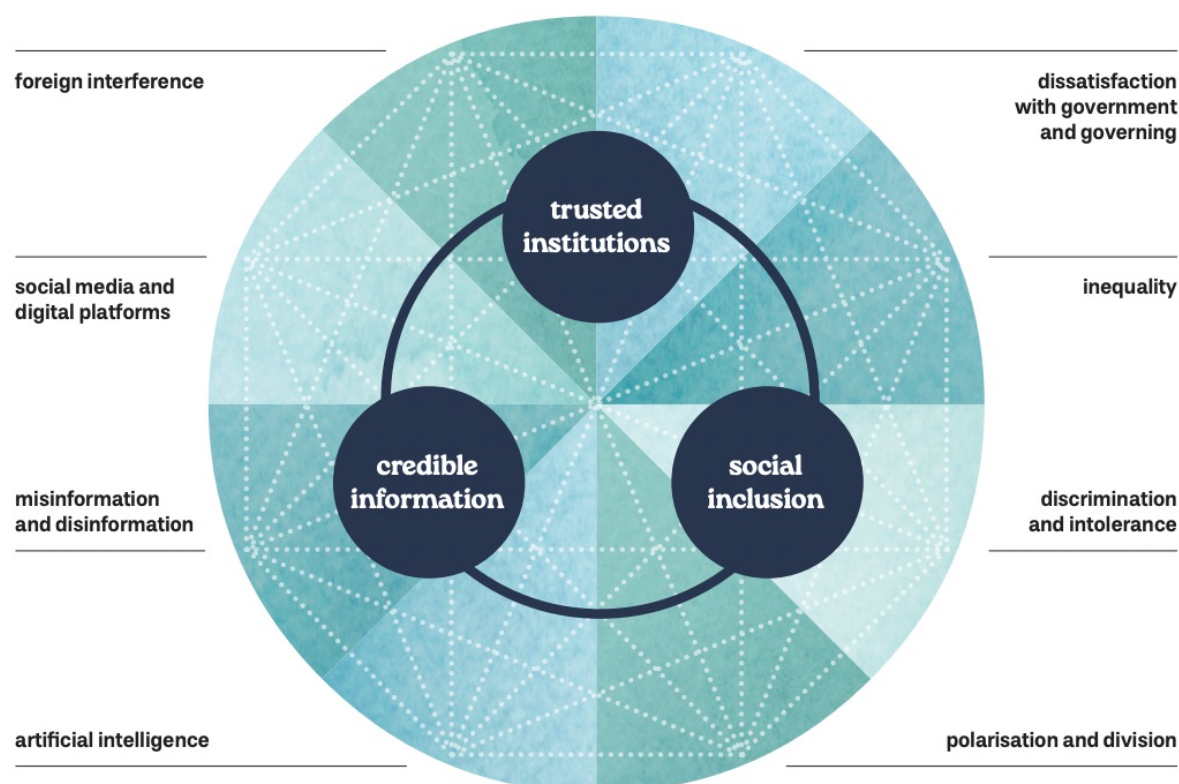 foreign interference
dissatisfaction
with government
and governing
trusted
institutions
social media and
digital platforms
inequality
credible
information
social
inclusion
misinformation
and disinformation
discrimination
and intolerance
artificial intelligence
polarisation and division